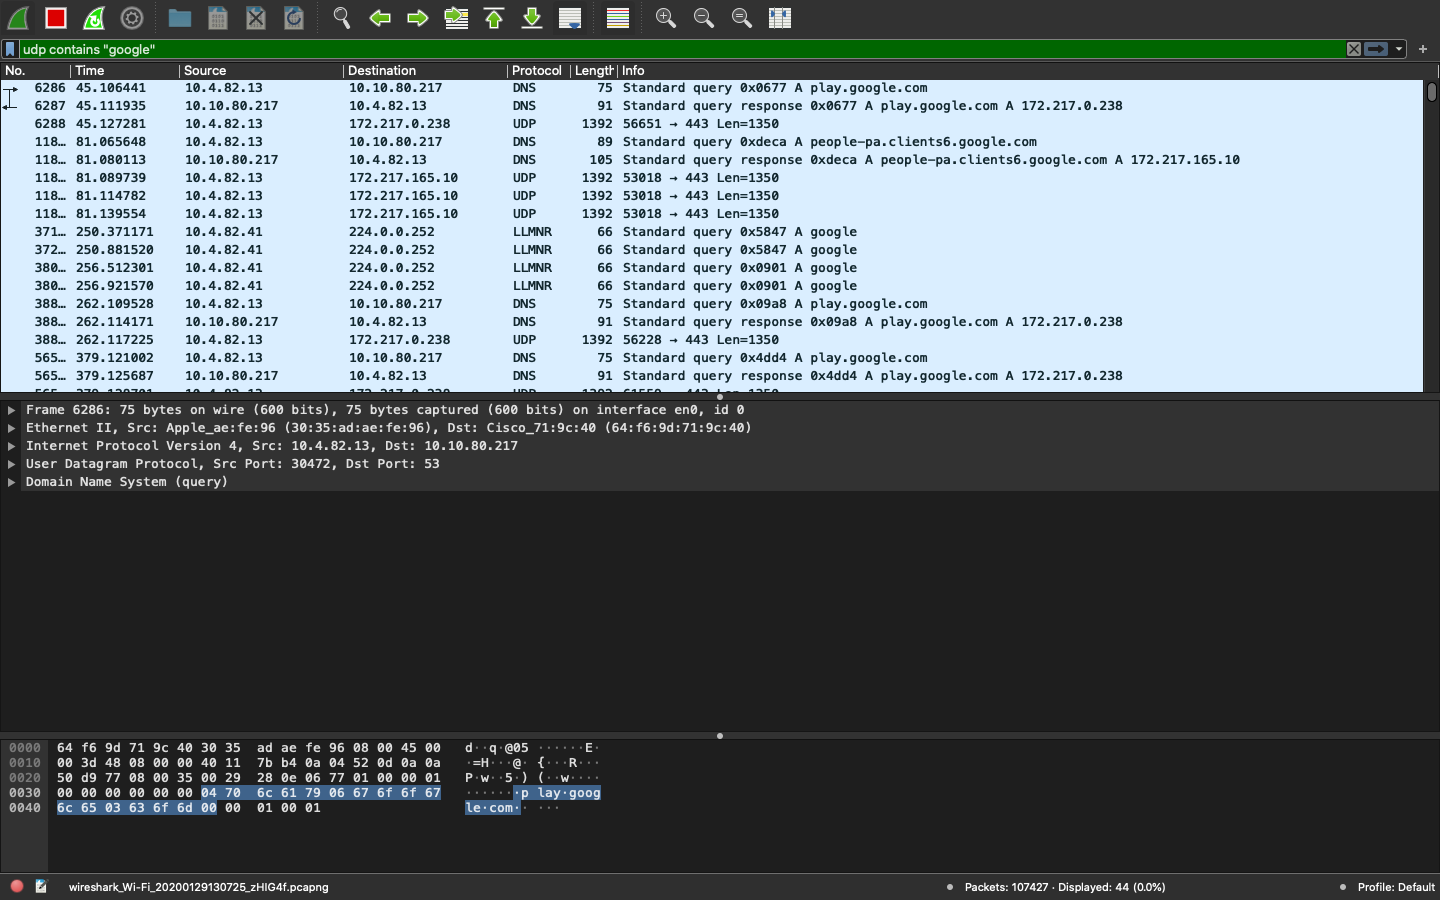 udp contains "google"
No. Time Source Destination Protocol Length Info
6286 45.106441 10.4.82.13 10.10.80.217 DNS 75 Standard query 0x0677 A play.google.com
6287 45.111935 10.10.80.217 10.4.82.13 DNS 91 Standard query response 0x0677 A play.google.com A 172.217.0.238
6288 45.127281 10.4.82.13 172.217.0.238 UDP 1392 56651 → 443 Len=1350
118… 81.065648 10.4.82.13 10.10.80.217 DNS 89 Standard query 0xdeca A people-pa.clients6.google.com
118… 81.080113 10.10.80.217 10.4.82.13 DNS 105 Standard query response 0xdeca A people-pa.clients6.google.com A 172.217.165.10
118… 81.089739 10.4.82.13 172.217.165.10 UDP 1392 53018 → 443 Len=1350
118… 81.114782 10.4.82.13 172.217.165.10 UDP 1392 53018 → 443 Len=1350
118… 81.139554 10.4.82.13 172.217.165.10 UDP 1392 53018 → 443 Len=1350
371… 250.371171 10.4.82.41 224.0.0.252 LLMNR 66 Standard query 0x5847 A google
372… 250.881520 10.4.82.41 224.0.0.252 LLMNR 66 Standard query 0x5847 A google
380… 256.512301 10.4.82.41 224.0.0.252 LLMNR 66 Standard query 0x0901 A google
380… 256.921570 10.4.82.41 224.0.0.252 LLMNR 66 Standard query 0x0901 A google
388… 262.109528 10.4.82.13 10.10.80.217 DNS 75 Standard query 0x09a8 A play.google.com
388… 262.114171 10.10.80.217 10.4.82.13 DNS 91 Standard query response 0x09a8 A play.google.com A 172.217.0.238
388… 262.117225 10.4.82.13 172.217.0.238 UDP 1392 56228 → 443 Len=1350
565… 379.121002 10.4.82.13 10.10.80.217 DNS 75 Standard query 0x4dd4 A play.google.com
565… 379.125687 10.10.80.217 10.4.82.13 DNS 91 Standard query response 0x4dd4 A play.google.com A 172.217.0.238
Frame 6286: 75 bytes on wire (600 bits), 75 bytes captured (600 bits) on interface en0, id 0
Ethernet II, Src: Apple_ae:fe:96 (30:35:ad:ae:fe:96), Dst: Cisco_71:9c:40 (64:f6:9d:71:9c:40)
Internet Protocol Version 4, Src: 10.4.82.13, Dst: 10.10.80.217
User Datagram Protocol, Src Port: 30472, Dst Port: 53
Domain Name System (query)
0000 64 f6 9d 71 9c 40 30 35 ad ae fe 96 08 00 45 00 d··q·@05 ······E·
0010 00 3d 48 08 00 00 40 11 7b b4 0a 04 52 0d 0a 0a ·=H···@· {···R···
0020 50 d9 77 08 00 35 00 29 28 0e 06 77 01 00 00 01 P·w··5·) (··w····
0030 00 00 00 00 00 00 04 70 6c 61 79 06 67 6f 6f 67 ·······p lay·goog
0040 6c 65 03 63 6f 6d 00 00 01 00 01 le·com·· ···
wireshark_Wi-Fi_20200129130725_zHIG4f.pcapng Packets: 107427 · Displayed: 44 (0.0%) Profile: Default